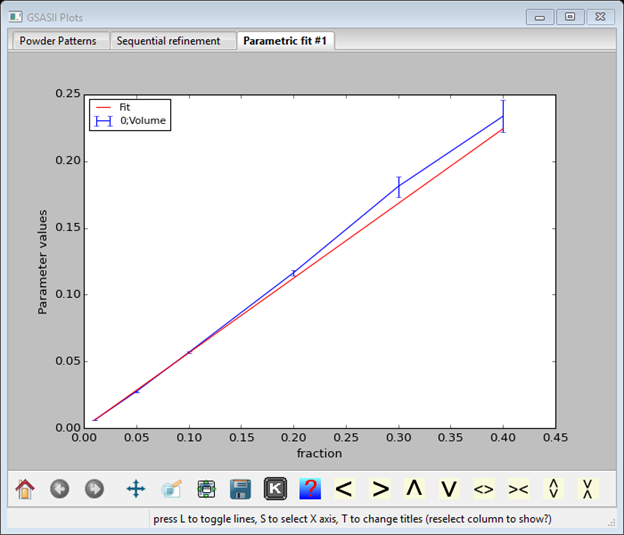 GSASII Plots
Powder Patterns Sequential refinement Parametric fit #1
Fit
0;Volume
0.25
0.20
0.15
0.10
0.05
0.00
Parameter values
0.00 0.05 0.10 0.15 0.20 0.25 0.30 0.35 0.40 0.45
fraction
K ? < > Λ V <> >< 
press L to toggle lines, S to select X axis, T to change titles (reselect column to show?)